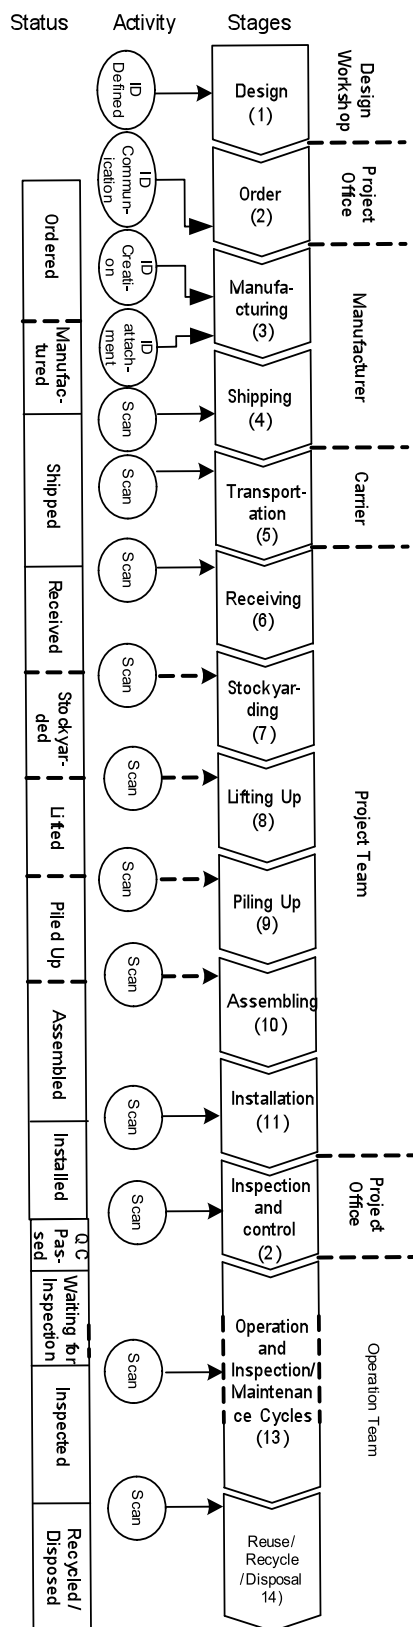 Status
Activity
Stages
ID
Defined
Design
(1)
Design
Workshop
ID
Commun-
ication
Order
(2)
Project
Office
Ordered
ID
Creati-
on
Manufa-
cturing
(3)
Manufacturer
Manufac-
tured
ID
attach-
ment
Scan
Shipping
(4)
Shipped
Scan
Transport-
ation
(5)
Carrier
Received
Scan
Receiving
(6)
Stockyar-
ded
Scan
Stockyar-
ding
(7)
Lifted
Scan
Lifting Up
(8)
Project Team
Piled Up
Scan
Piling Up
(9)
Assembled
Scan
Assembling
(10)
Installed
Scan
Installation
(11)
QC
Pas-
sed
Scan
Inspection
and
control
(2)
Project
Office
Waiting for
Inspection
Inspected
Scan
Operation
and
Inspection/
Maintenan
ce Cycles
(13)
Operation Team
Recycled/
Disposed
Scan
Reuse/
Recycle
/Disposal
14)